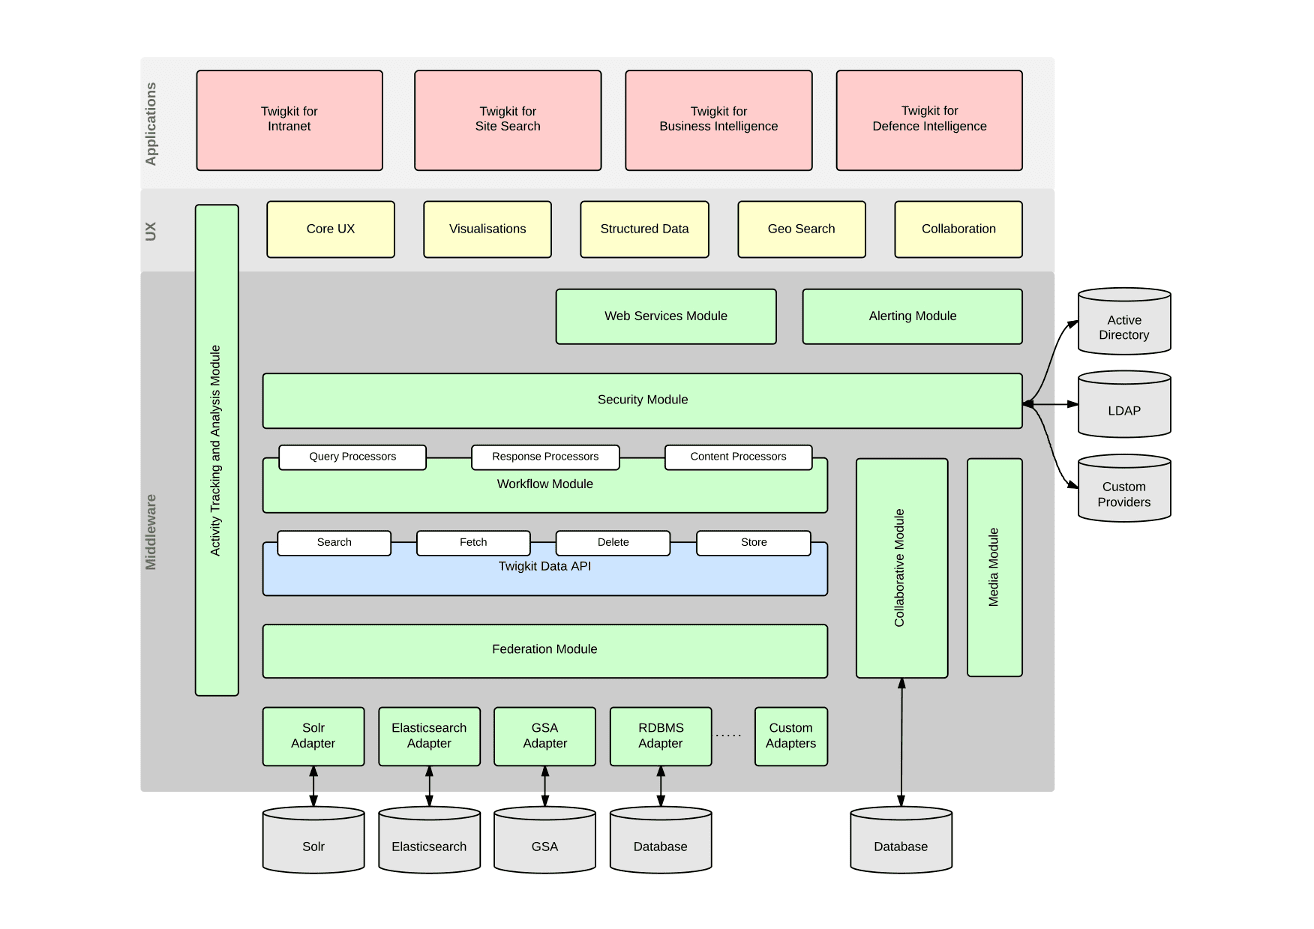 Applications
Twigkit for
Intranet
Twigkit for
Site Search
Twigkit for
Business Intelligence
Twigkit for
Defence Intelligence
UX
Core UX
Visualisations
Structured Data
Geo Search
Collaboration
Middleware
Activity Tracking and Analysis Module
Web Services Module
Alerting Module
Security Module
Active
Directory
LDAP
Custom
Providers
Query Processors
Response Processors
Content Processors
Workflow Module
Search
Fetch
Delete
Store
Twigkit Data API
Federation Module
Collaborative Module
Media Module
Solr
Adapter
Elasticsearch
Adapter
GSA
Adapter
RDBMS
Adapter
.....
Custom
Adapters
Solr
Elasticsearch
GSA
Database
Database